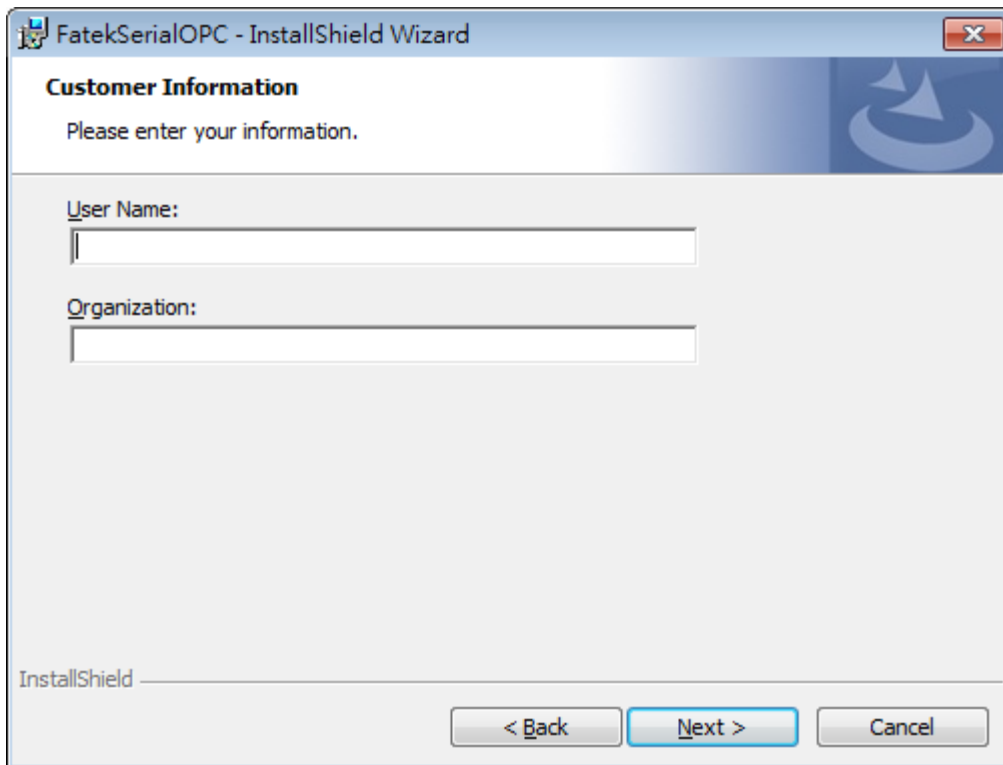 FatekSerialOPC - InstallShield Wizard
Customer Information
Please enter your information.
User Name:
Organization:
InstallShield
< Back
Next >
Cancel